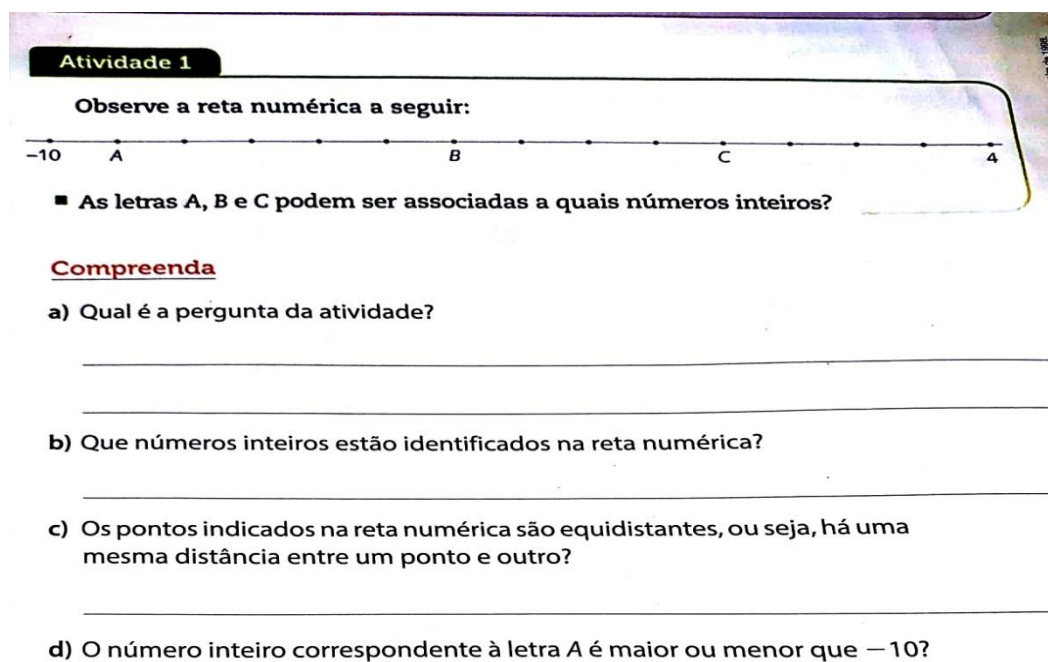 Atividade 1
Observe a reta numérica a seguir:
−10 A B C 4
■ As letras A, B e C podem ser associadas a quais números inteiros?
Compreenda
a) Qual é a pergunta da atividade?
b) Que números inteiros estão identificados na reta numérica?
c) Os pontos indicados na reta numérica são equidistantes, ou seja, há uma
mesma distância entre um ponto e outro?
d) O número inteiro correspondente à letra A é maior ou menor que −10?